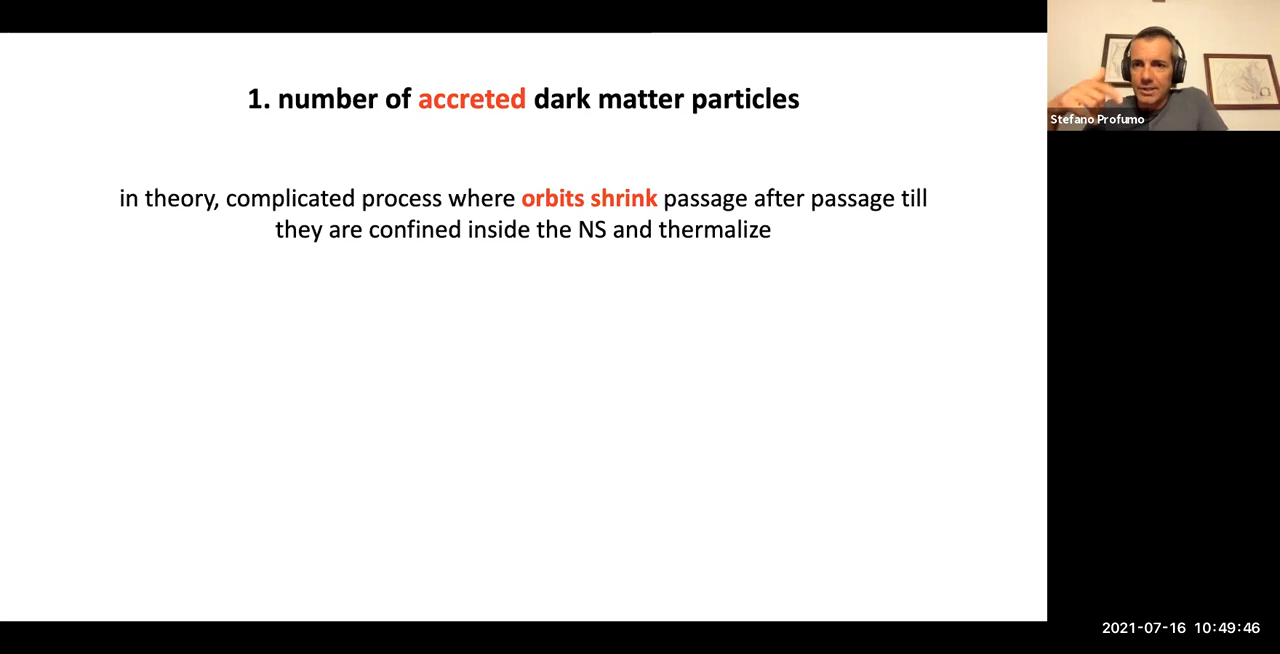 1. number of accreted dark matter particles
in theory, complicated process where orbits shrink passage after passage till
they are confined inside the NS and thermalize
Stefano Profumo
2021-07-16 10:49:46